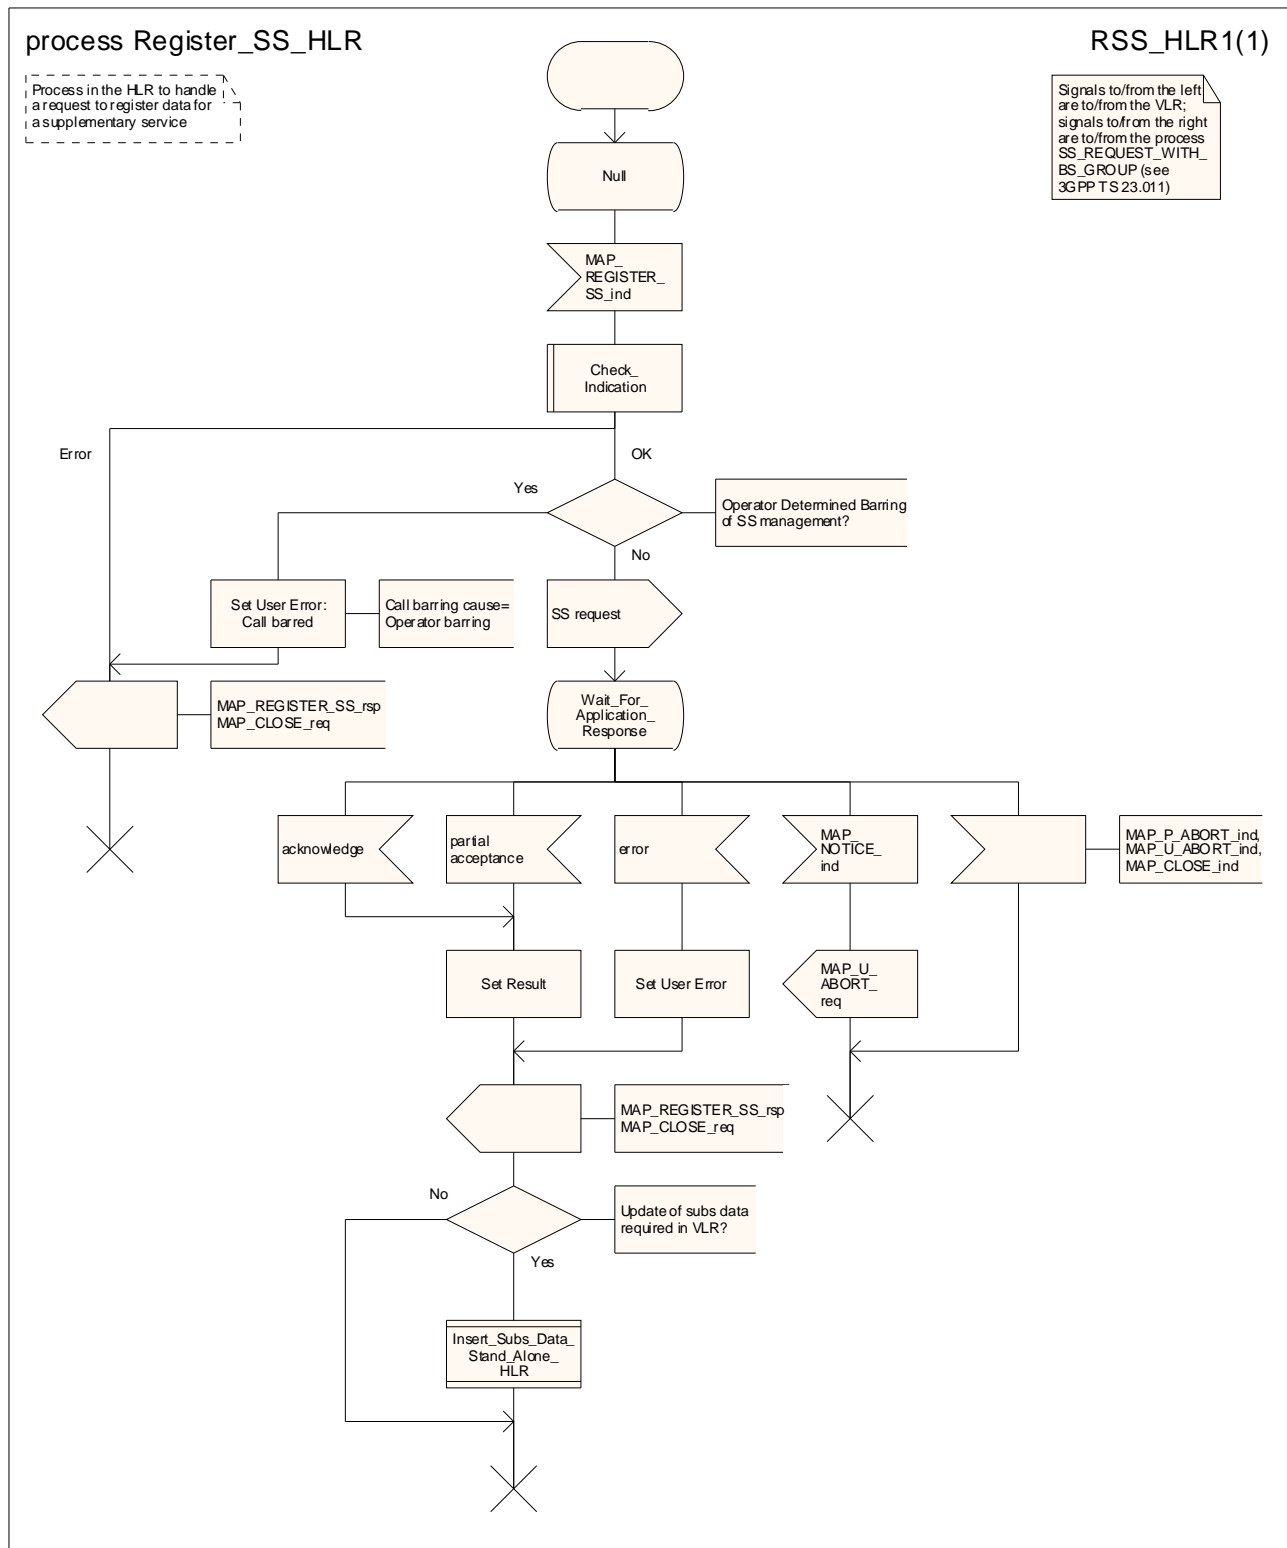 process Register_SS_HLR
RSS_HLR1(1)
Process in the HLR to handle
a request to register data for
a supplementary service
Signals to/from the left
are to/from the VLR;
signals to/from the right
are to/from the process
SS_REQUEST_WITH_
BS_GROUP (see
3GPP TS 23.011)
Null
MAP_
REGISTER_
SS_ind
Check_
Indication
Error
OK
Yes
Operator Determined Barring
of SS management?
No
Set User Error:
Call barred
Call barring cause=
Operator barring
SS request
MAP_REGISTER_SS_rsp
MAP_CLOSE_req
Wait_For_
Application_
Response
acknowledge
partial
acceptance
error
MAP_
NOTICE_
ind
MAP_P_ABORT_ind,
MAP_U_ABORT_ind,
MAP_CLOSE_ind
Set Result
Set User Error
MAP_U_
ABORT_
req
MAP_REGISTER_SS_rsp
MAP_CLOSE_req
No
Update of subs data
required in VLR?
Yes
Insert_Subs_Data_
Stand_Alone_
HLR